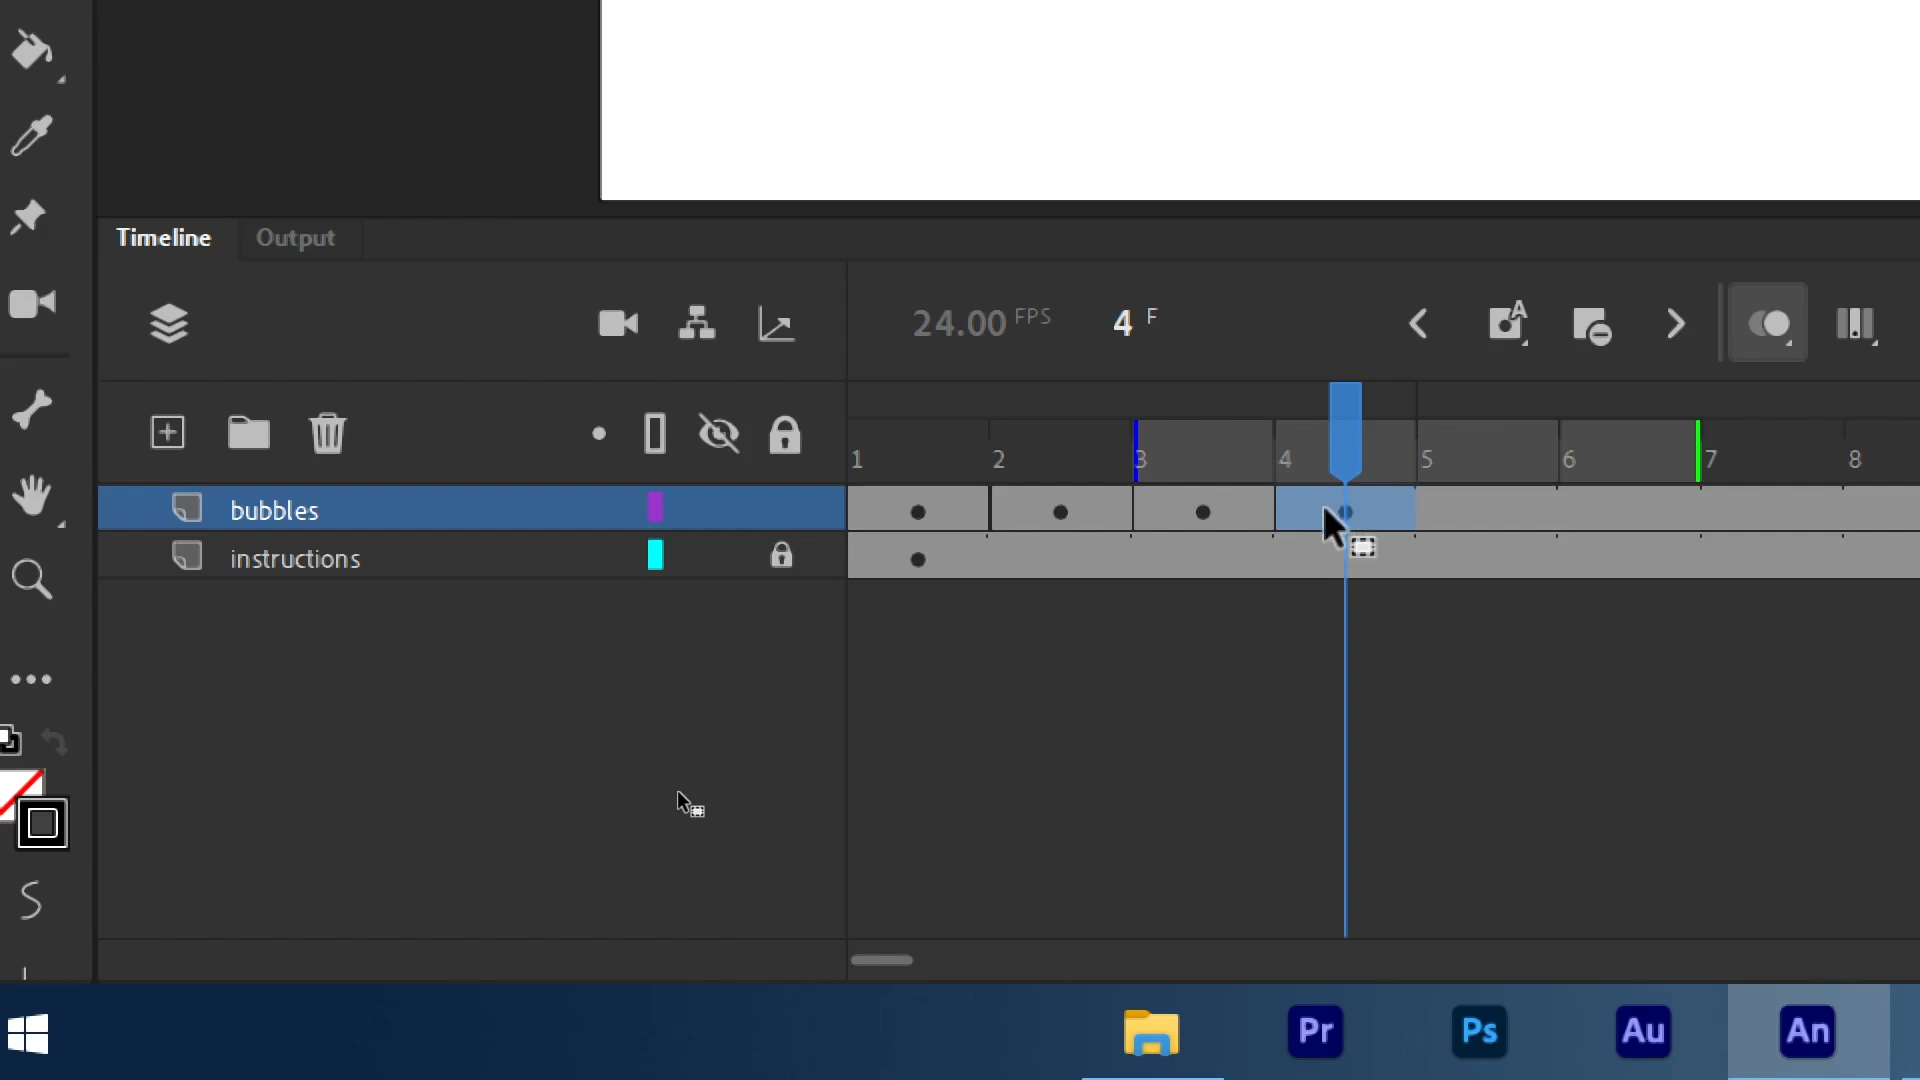 Timeline Output
24.00 FPS 4 F
A
1 2 3 4 5 6 7 8
bubbles
instructions
Pr Ps Au An